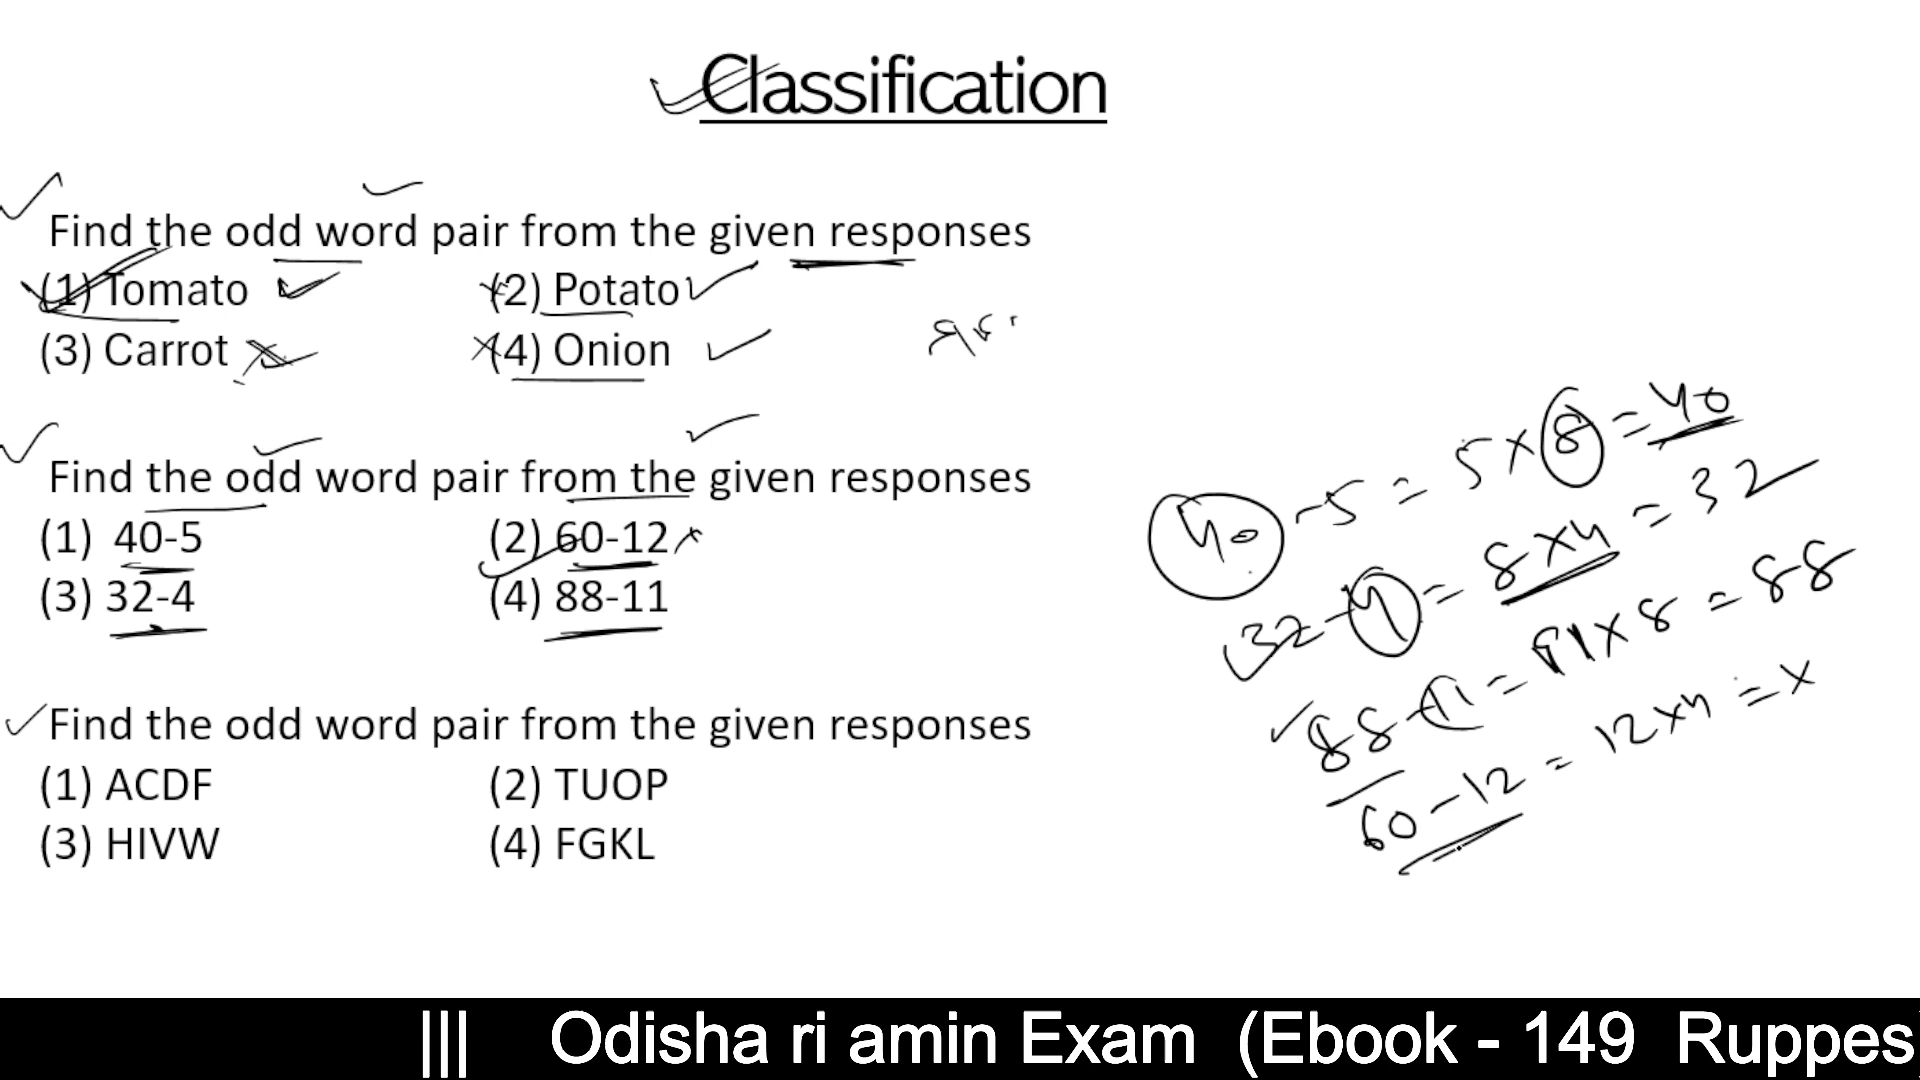 Classification
Find the odd word pair from the given responses
(1) Tomato (2) Potato
(3) Carrot (4) Onion
Find the odd word pair from the given responses
(1) 40-5 (2) 60-12
(3) 32-4 (4) 88-11
Find the odd word pair from the given responses
(1) ACDF (2) TUOP
(3) HIVW (4) FGKL
40 - 5 = 5 x 8 = 40
32 - 4 = 8 x 4 = 32
88 - 11 = 11 x 8 = 88
60 - 12 = 12 x 4 = x
||| Odisha ri amin Exam (Ebook - 149 Ruppes)